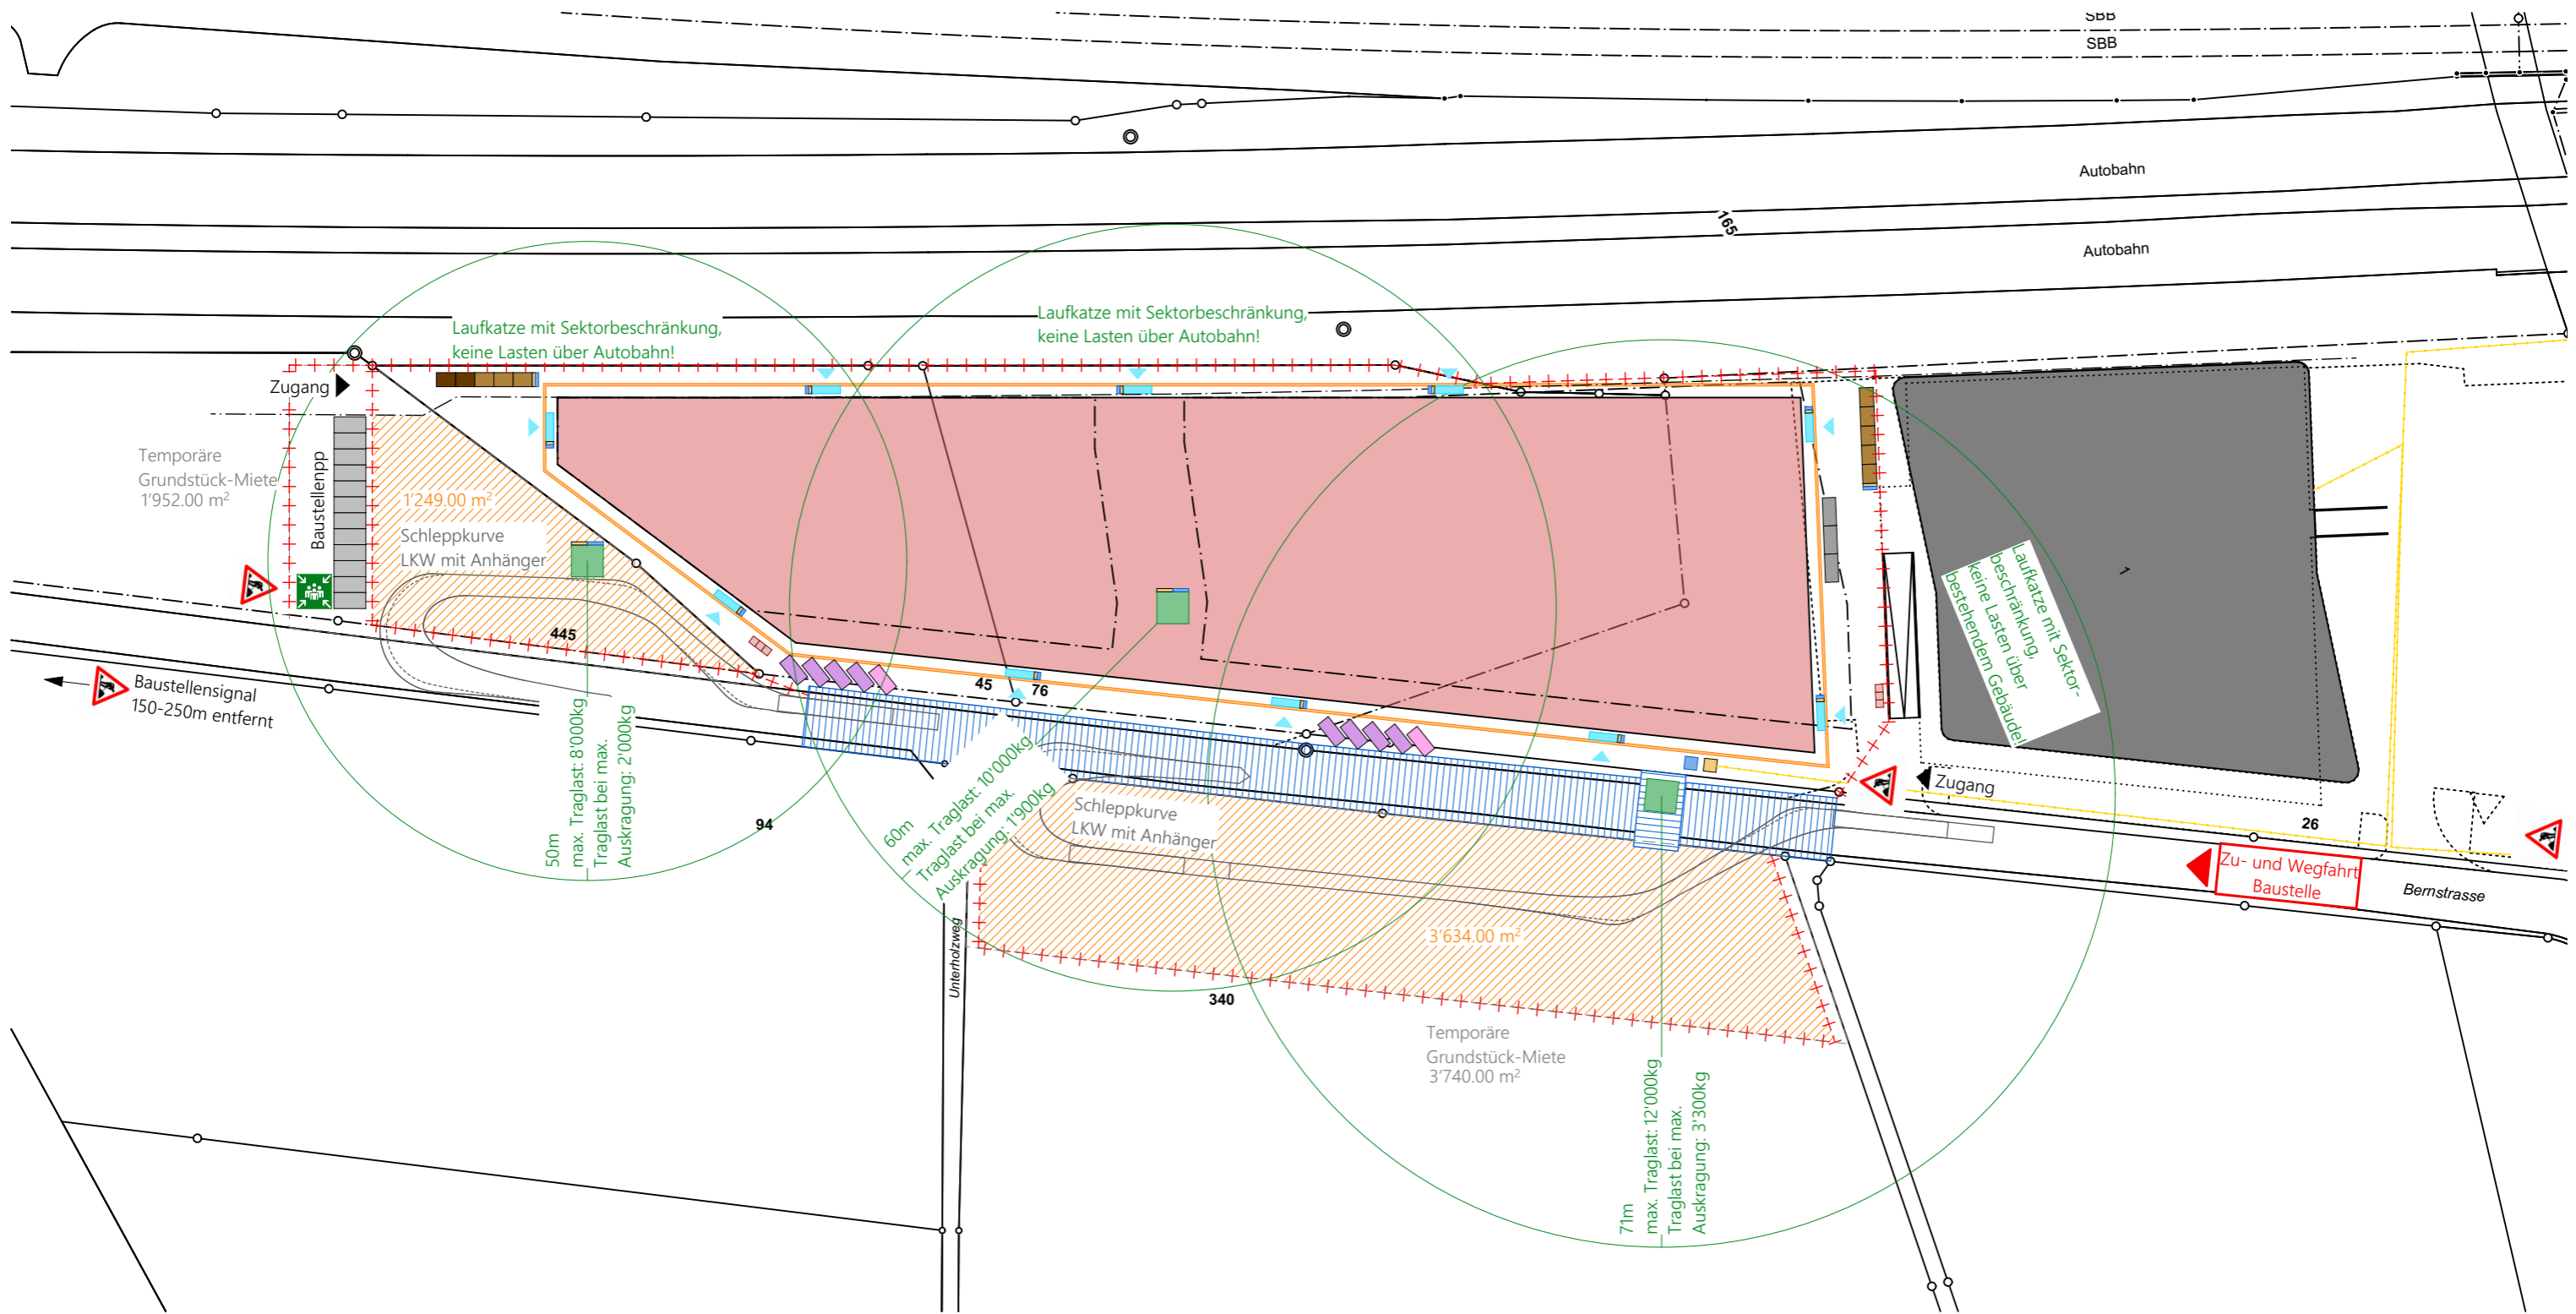 SBB
SBB
Autobahn
165
Autobahn
Laufkatze mit Sektorbeschränkung,
keine Lasten über Autobahn!
Laufkatze mit Sektorbeschränkung,
keine Lasten über Autobahn!
Zugang
Temporäre
Grundstück-Miete
1'952.00 m²
Baustellenpp
1'249.00 m²
Schleppkurve
LKW mit Anhänger
445
Baustellensignal
150-250m entfernt
50m
max. Traglast: 8'000kg
Traglast bei max.
Auskragung: 2'000kg
45
76
94
60m
max. Traglast: 10'000kg
Traglast bei max.
Auskragung: 1'900kg
Schleppkurve
LKW mit Anhänger
Unterholzweg
3'634.00 m²
340
Temporäre
Grundstück-Miete
3'740.00 m²
71m
max. Traglast: 12'000kg
Traglast bei max.
Auskragung: 3'300kg
Laufkatze mit Sektor-
beschränkung,
keine Lasten über
bestehendem Gebäude!
1
Zugang
26
Zu- und Wegfahrt
Baustelle
Bernstrasse